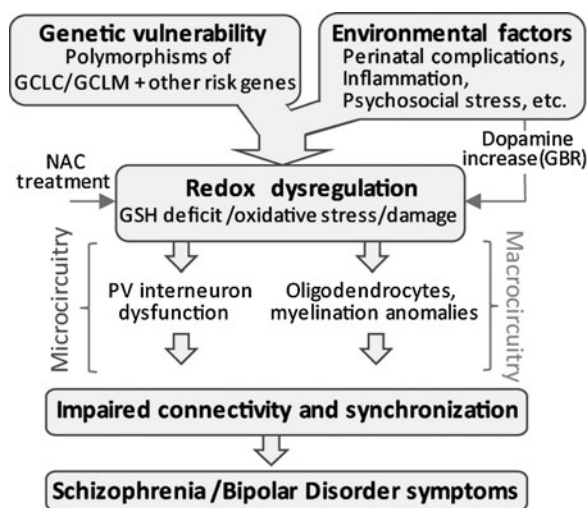 Genetic vulnerability
Polymorphisms of
GCLC/GCLM + other risk genes
Environmental factors
Perinatal complications,
Inflammation,
Psychosocial stress, etc.
NAC
treatment
Dopamine
increase(GBR)
Redox dysregulation
GSH deficit/oxidative stress/damage
Microcircuitry
PV interneuron
dysfunction
Oligodendrocytes,
myelination anomalies
Macrocircuitry
Impaired connectivity and synchronization
Schizophrenia/Bipolar Disorder symptoms